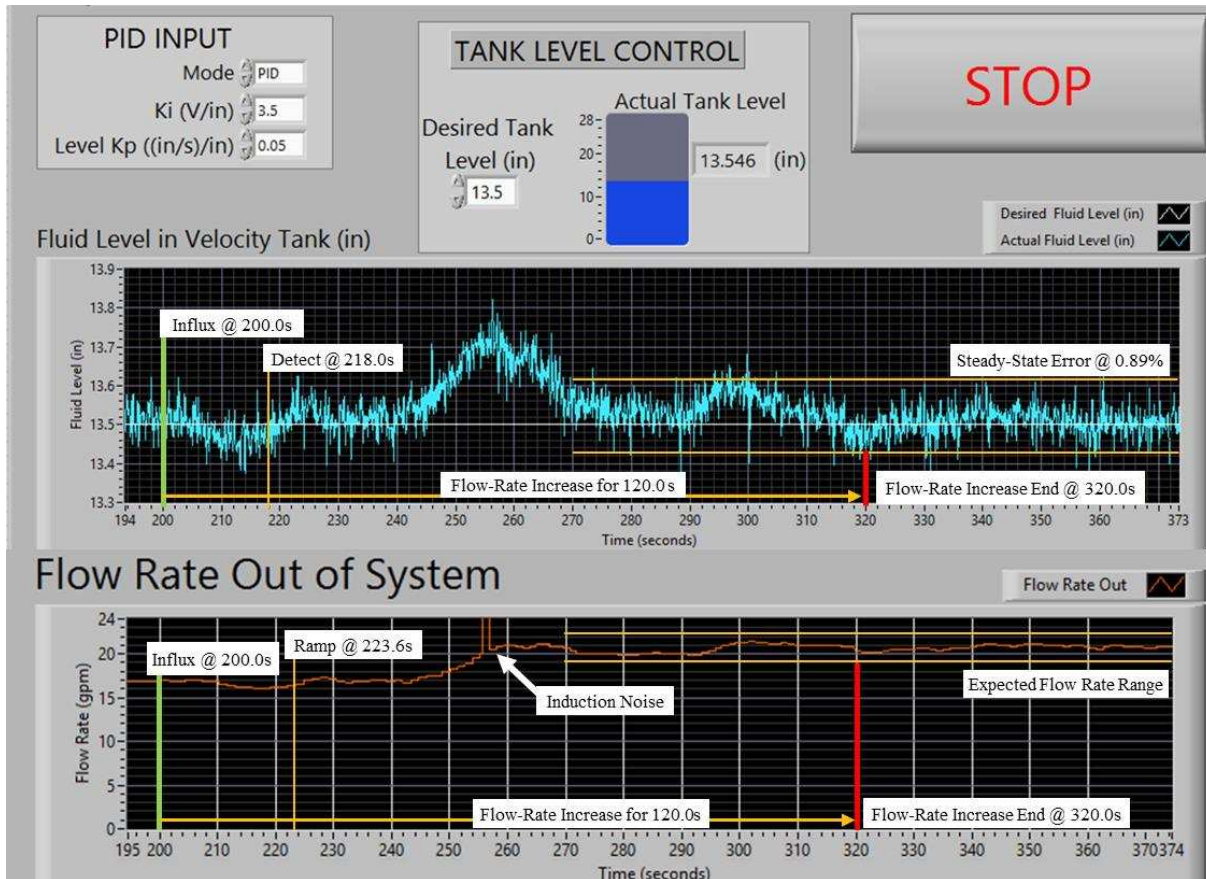 PID INPUT
Mode PID
Ki (V/in) 3.5
Level Kp ((in/s)/in) 0.05
TANK LEVEL CONTROL
Desired Tank
Level (in)
13.5
Actual Tank Level
28
20
10
0
13.546 (in)
STOP
Fluid Level in Velocity Tank (in)
Desired Fluid Level (in)
Actual Fluid Level (in)
Fluid Level (in)
13.9
13.8
13.7
13.6
13.5
13.4
13.3
Influx @ 200.0s
Detect @ 218.0s
Steady-State Error @ 0.89%
Flow-Rate Increase for 120.0s
Flow-Rate Increase End @ 320.0s
194 200 210 220 230 240 250 260 270 280 290 300 310 320 330 340 350 360 373
Time (seconds)
Flow Rate Out of System
Flow Rate Out
Flow Rate (gpm)
24
20
15
10
5
0
Influx @ 200.0s
Ramp @ 223.6s
Induction Noise
Expected Flow Rate Range
Flow-Rate Increase for 120.0s
Flow-Rate Increase End @ 320.0s
195 200 210 220 230 240 250 260 270 280 290 300 310 320 330 340 350 360 370 374
Time (seconds)